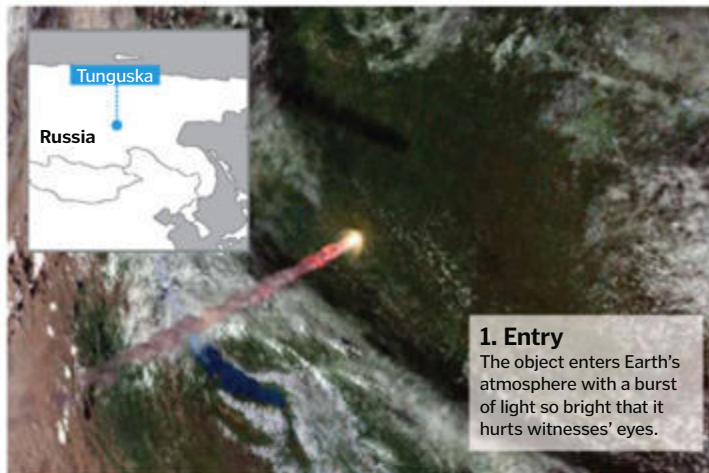 Tunguska
Russia
1. Entry
The object enters Earth's
atmosphere with a burst
of light so bright that it
hurts witnesses' eyes.